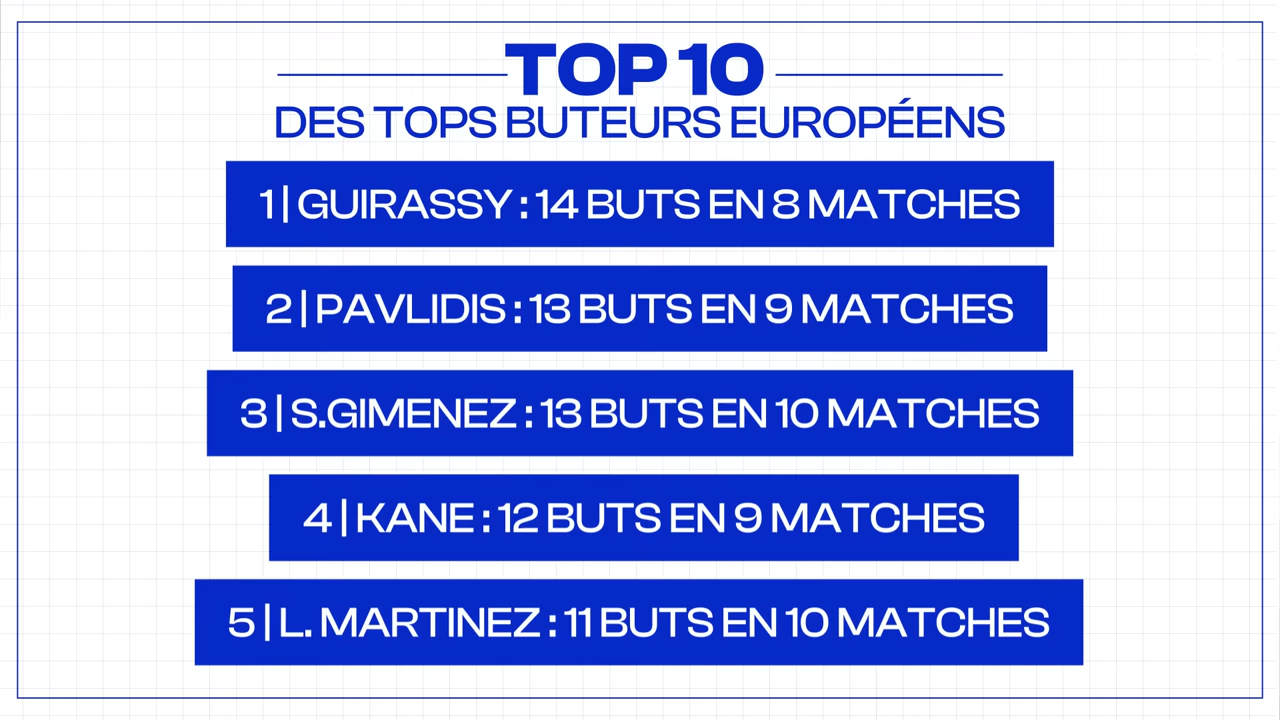 TOP 10
DES TOPS BUTEURS EUROPÉENS
1 | GUIRASSY : 14 BUTS EN 8 MATCHES
2 | PAVLIDIS : 13 BUTS EN 9 MATCHES
3 | S.GIMENEZ : 13 BUTS EN 10 MATCHES
4 | KANE : 12 BUTS EN 9 MATCHES
5 | L. MARTINEZ : 11 BUTS EN 10 MATCHES